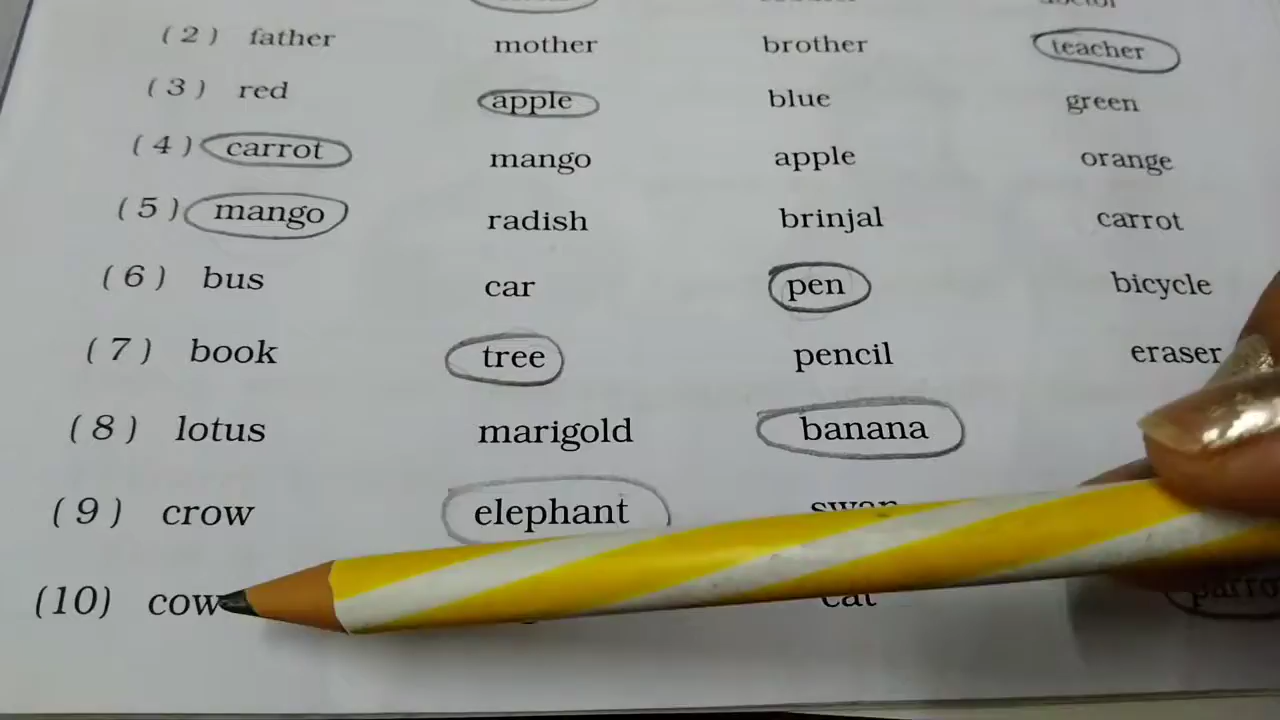 (2) father mother brother teacher
(3) red apple blue green
(4) carrot mango apple orange
(5) mango radish brinjal carrot
(6) bus car pen bicycle
(7) book tree pencil eraser
(8) lotus marigold banana
(9) crow elephant swan
(10) cow cat